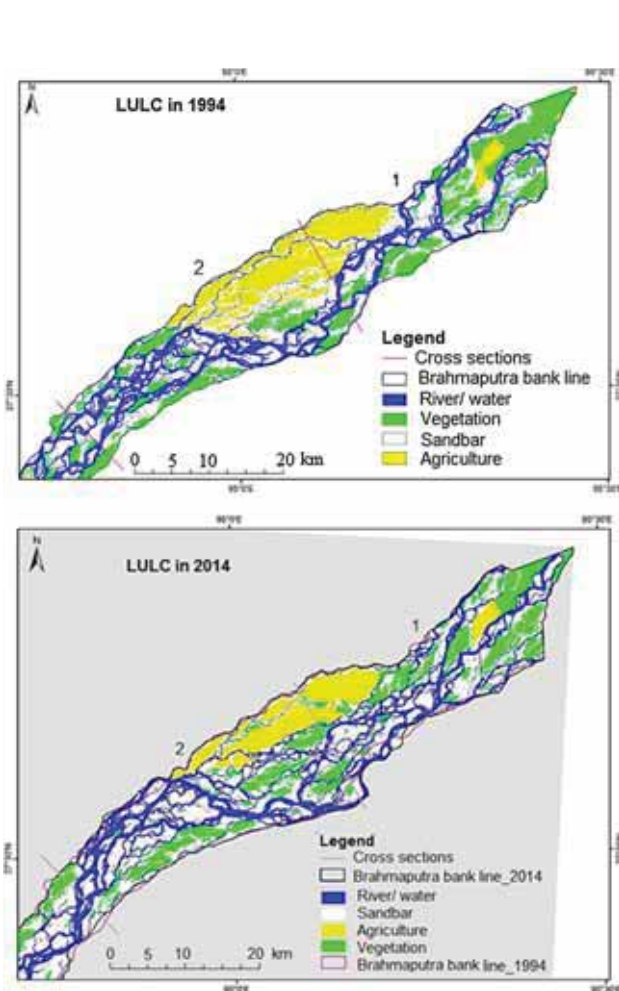 N
LULC in 1994
1
2
Legend
Cross sections
Brahmaputra bank line
River/ water
Vegetation
Sandbar
Agriculture
0 5 10 20 km
N
LULC in 2014
1
2
Legend
Cross sections
Brahmaputra bank line_2014
River/ water
Sandbar
Agriculture
Vegetation
Brahmaputra bank line_1994
0 5 10 20 km